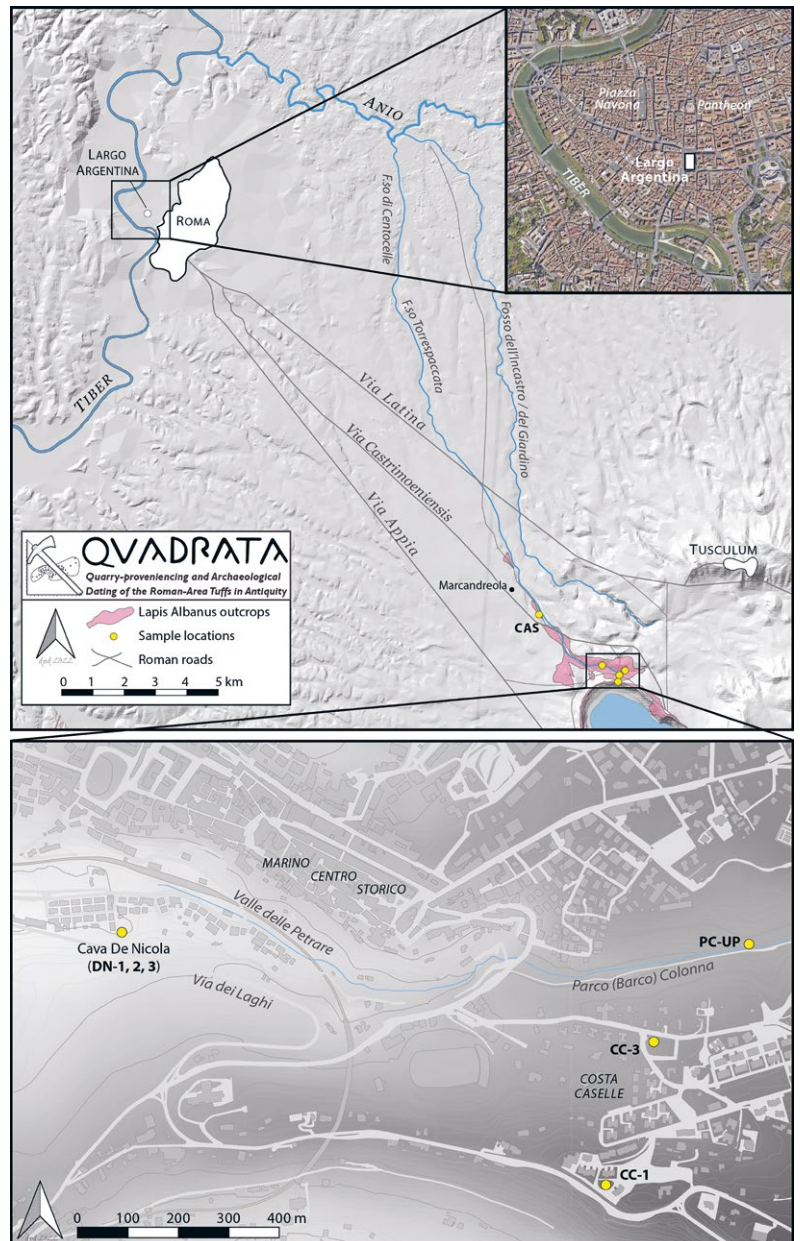 ANIO
LARGO
ARGENTINA
ROMA
TIBER
Piazza
Navona
Pantheon
Largo
Argentina
TIBER
F.so di Centocelle
F.so Torrespaccata
Fosso dell'Incastro / del Giardino
Via Latina
Via Castrimoeniensis
Via Appia
TUSCULUM
Marcandreola
CAS
QVADRATA
Quarry-proveniencing and Archaeological
Dating of the Roman-Area Tuffs in Antiquity
Lapis Albanus outcrops
Sample locations
Roman roads
0 1 2 3 4 5 km
MARINO
CENTRO
STORICO
Valle delle Petrare
Cava De Nicola
(DN-1, 2, 3)
Via dei Laghi
PC-UP
Parco (Barco) Colonna
CC-3
COSTA
CASELLE
CC-1
0 100 200 300 400 m